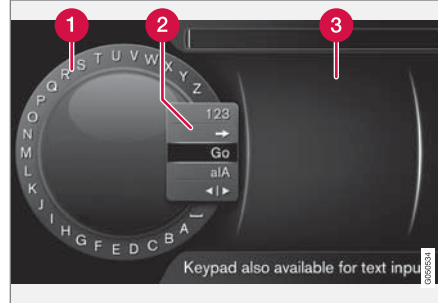 1
2
3
A B C D E F G H I J K L M N O P Q R S T U V W X Y Z
123
➞
Go
a|A
◄|►
Keypad also available for text inpu
G050534